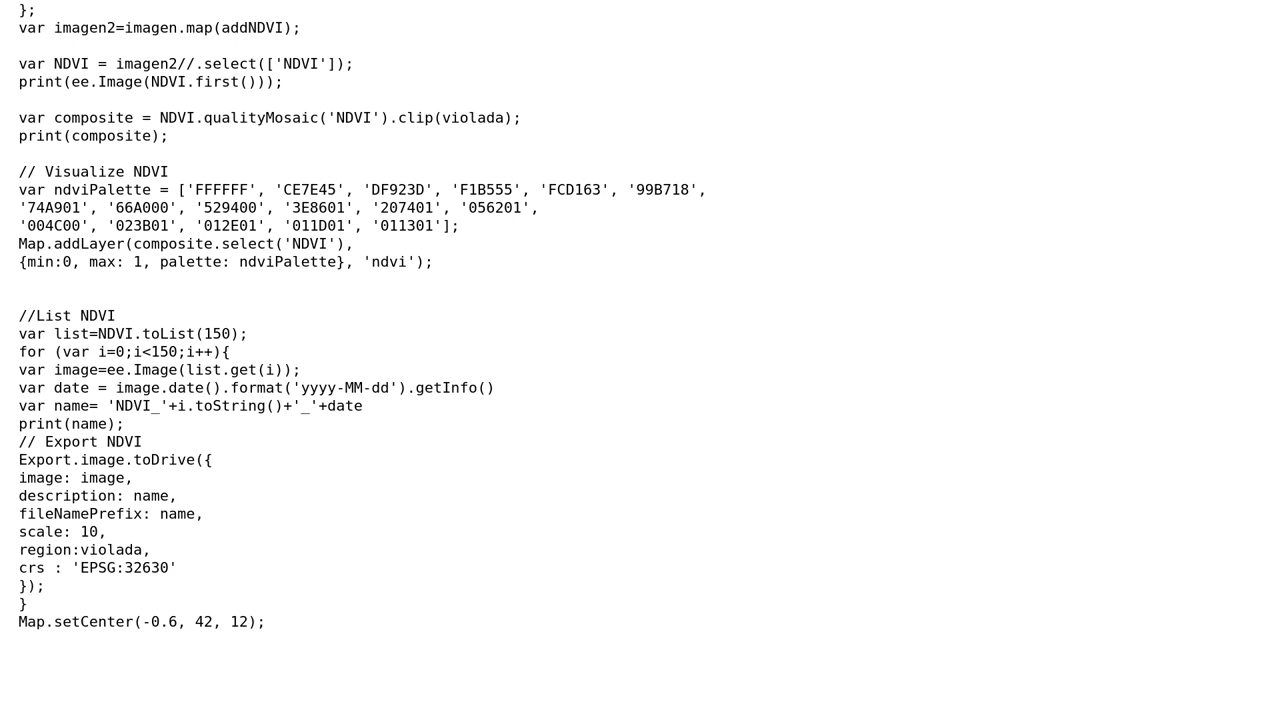 };
var imagen2=imagen.map(addNDVI);
var NDVI = imagen2//.select(['NDVI']);
print(ee.Image(NDVI.first()));
var composite = NDVI.qualityMosaic('NDVI').clip(violada);
print(composite);
// Visualize NDVI
var ndviPalette = ['FFFFFF', 'CE7E45', 'DF923D', 'F1B555', 'FCD163', '99B718',
'74A901', '66A000', '529400', '3E8601', '207401', '056201',
'004C00', '023B01', '012E01', '011D01', '011301'];
Map.addLayer(composite.select('NDVI'),
{min:0, max: 1, palette: ndviPalette}, 'ndvi');
//List NDVI
var list=NDVI.toList(150);
for (var i=0;i<150;i++){
var image=ee.Image(list.get(i));
var date = image.date().format('yyyy-MM-dd').getInfo()
var name= 'NDVI_'+i.toString()+'_'+date
print(name);
// Export NDVI
Export.image.toDrive({
image: image,
description: name,
fileNamePrefix: name,
scale: 10,
region:violada,
crs : 'EPSG:32630'
});
}
Map.setCenter(-0.6, 42, 12);